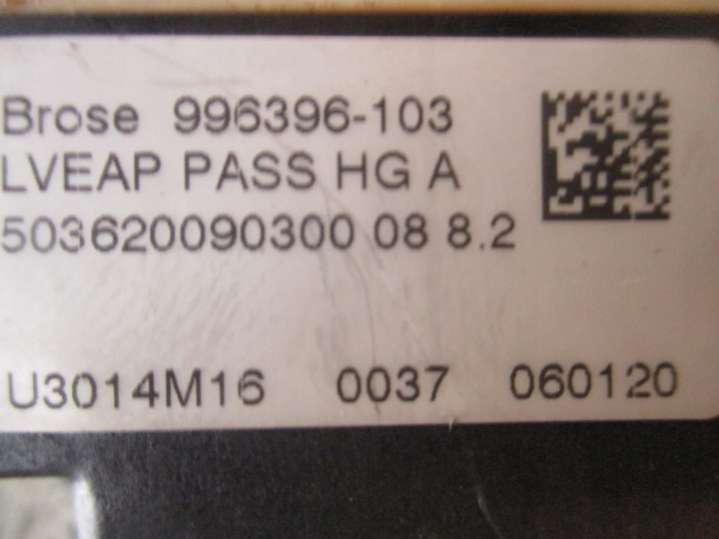 Brose 996396-103
LVEAP PASS HG A
503620090300 08 8.2
U3014M16 0037 060120